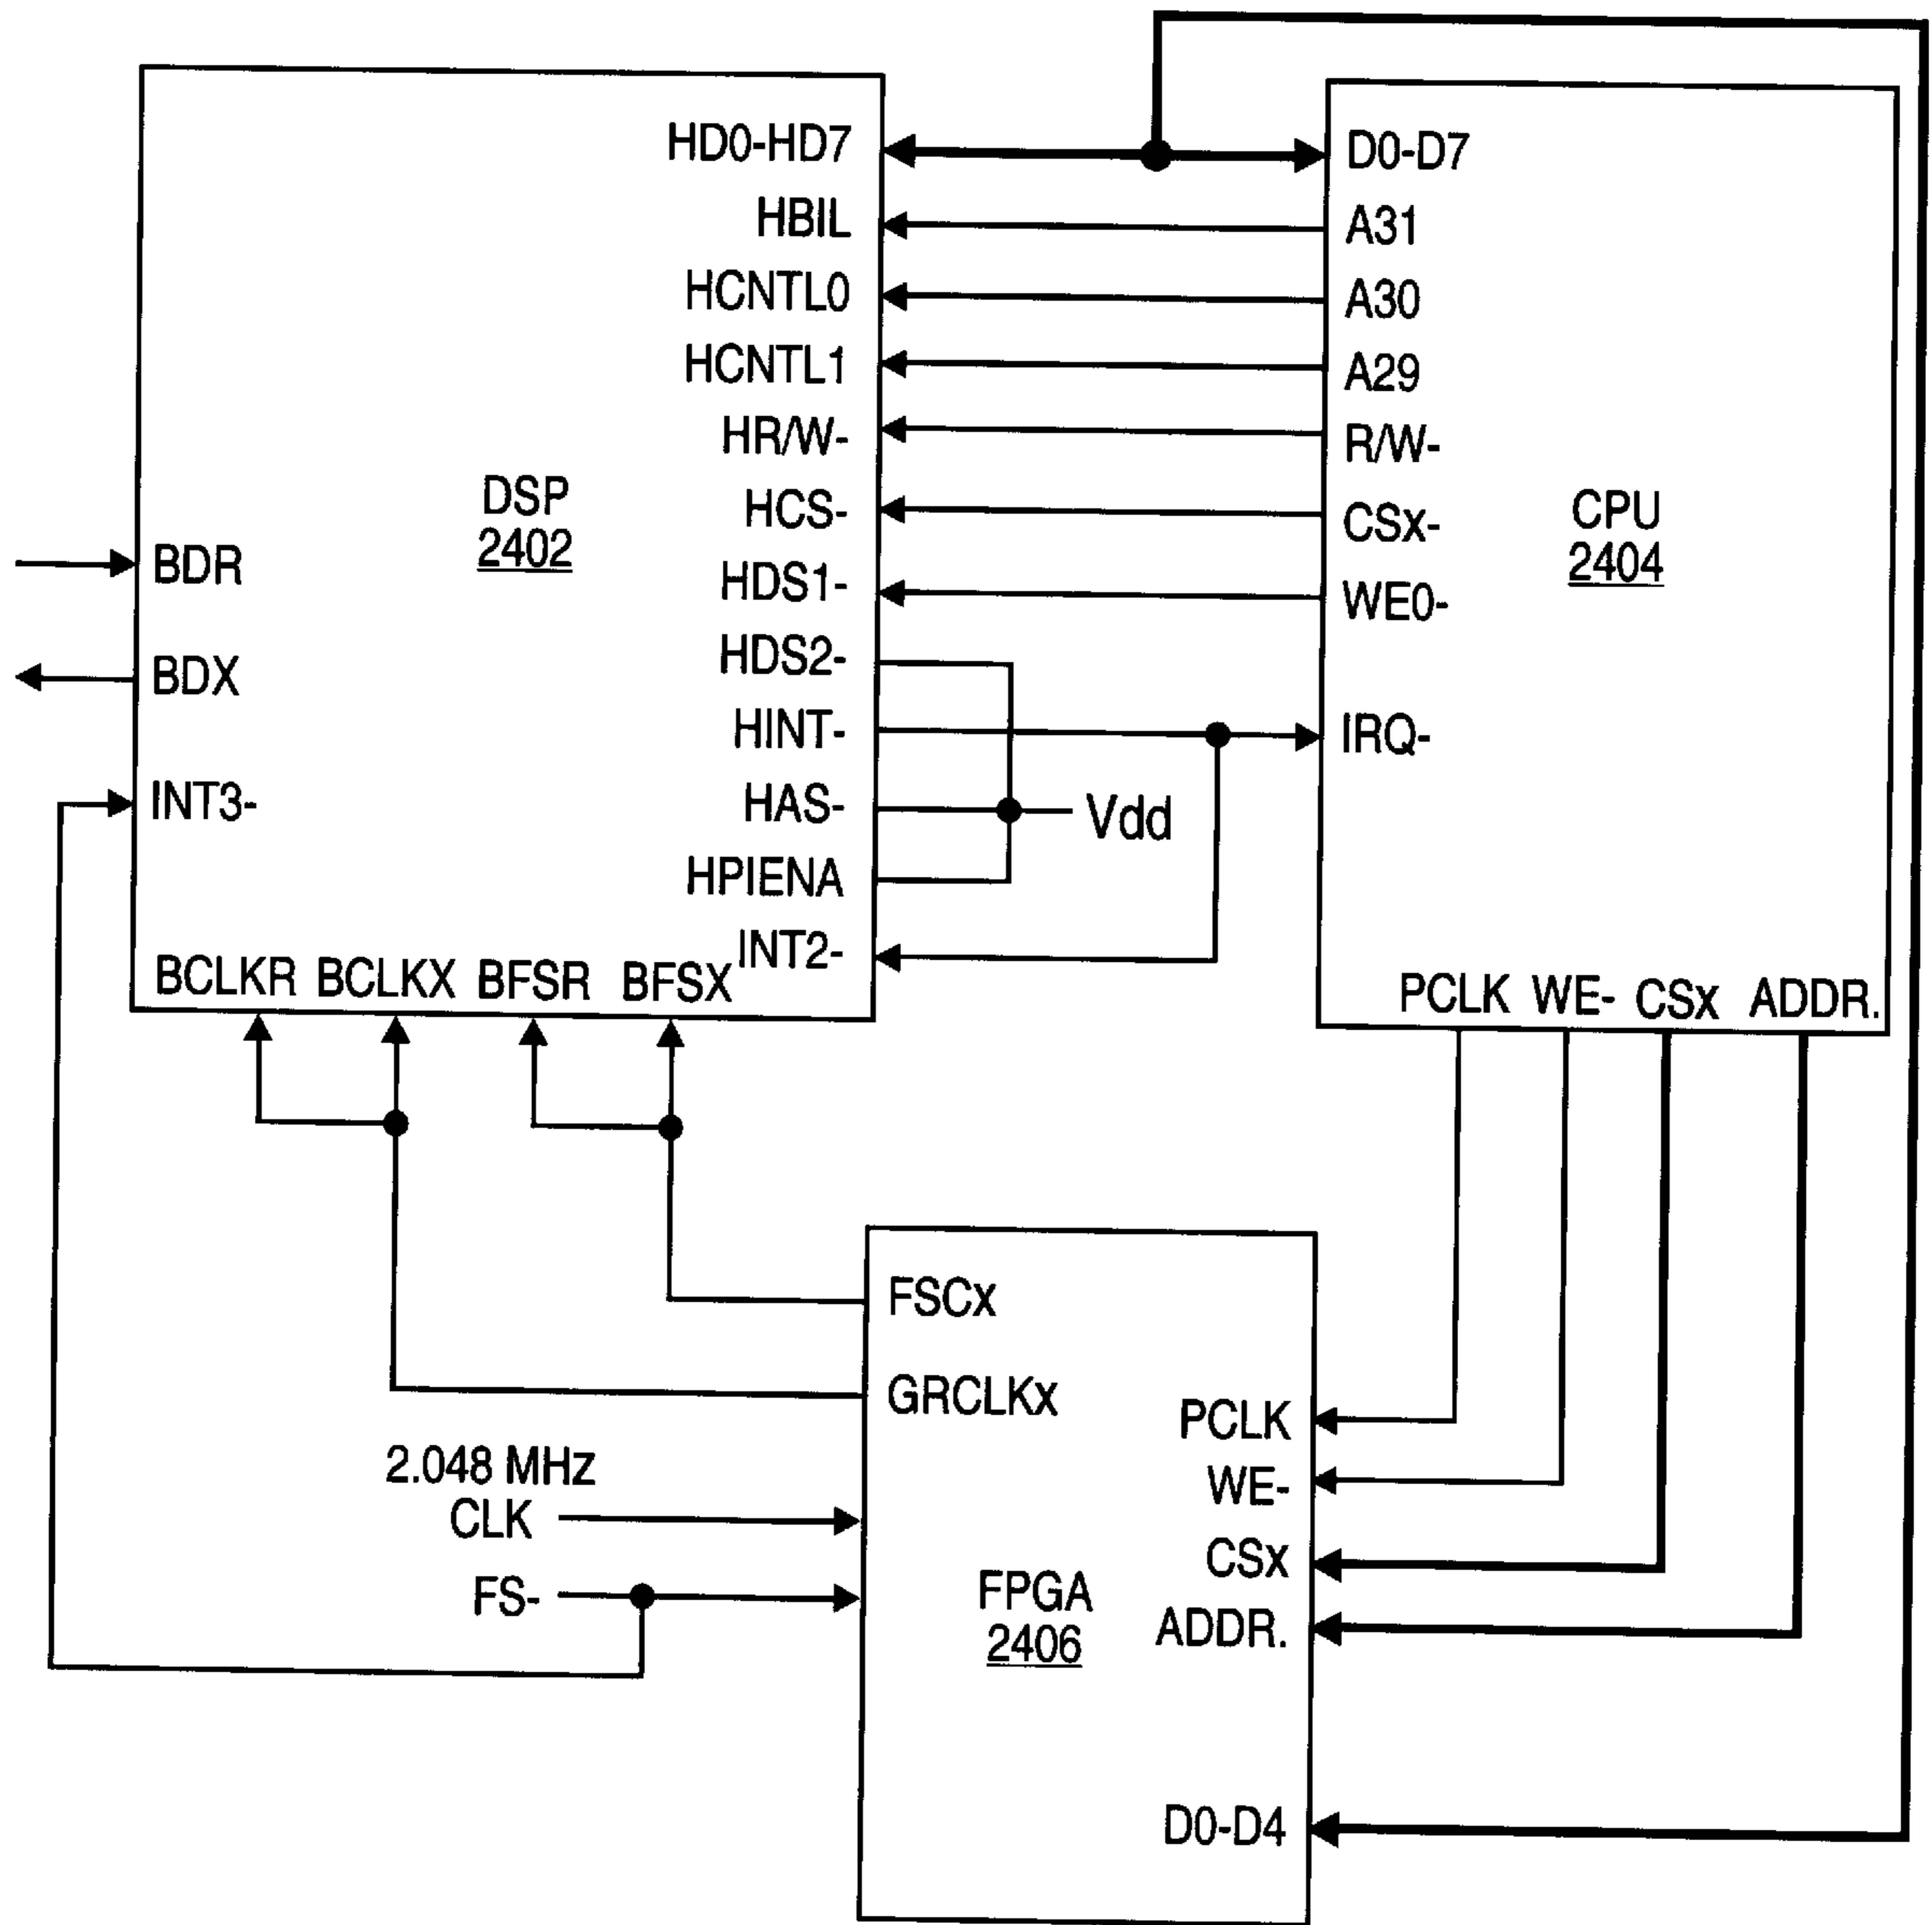 HD0-HD7
HBIL
HCNTL0
HCNTL1
HR/W-
HCS-
HDS1-
HDS2-
HINT-
HAS-
HPIENA
INT2-
DSP
2402
BDR
BDX
INT3-
BCLKR BCLKX BFSR BFSX
Vdd
D0-D7
A31
A30
A29
R/W-
CSx-
WE0-
IRQ-
CPU
2404
PCLK WE- CSx ADDR.
FSCx
GRCLKx
2.048 MHz
CLK
FS-
FPGA
2406
PCLK
WE-
CSx
ADDR.
D0-D4